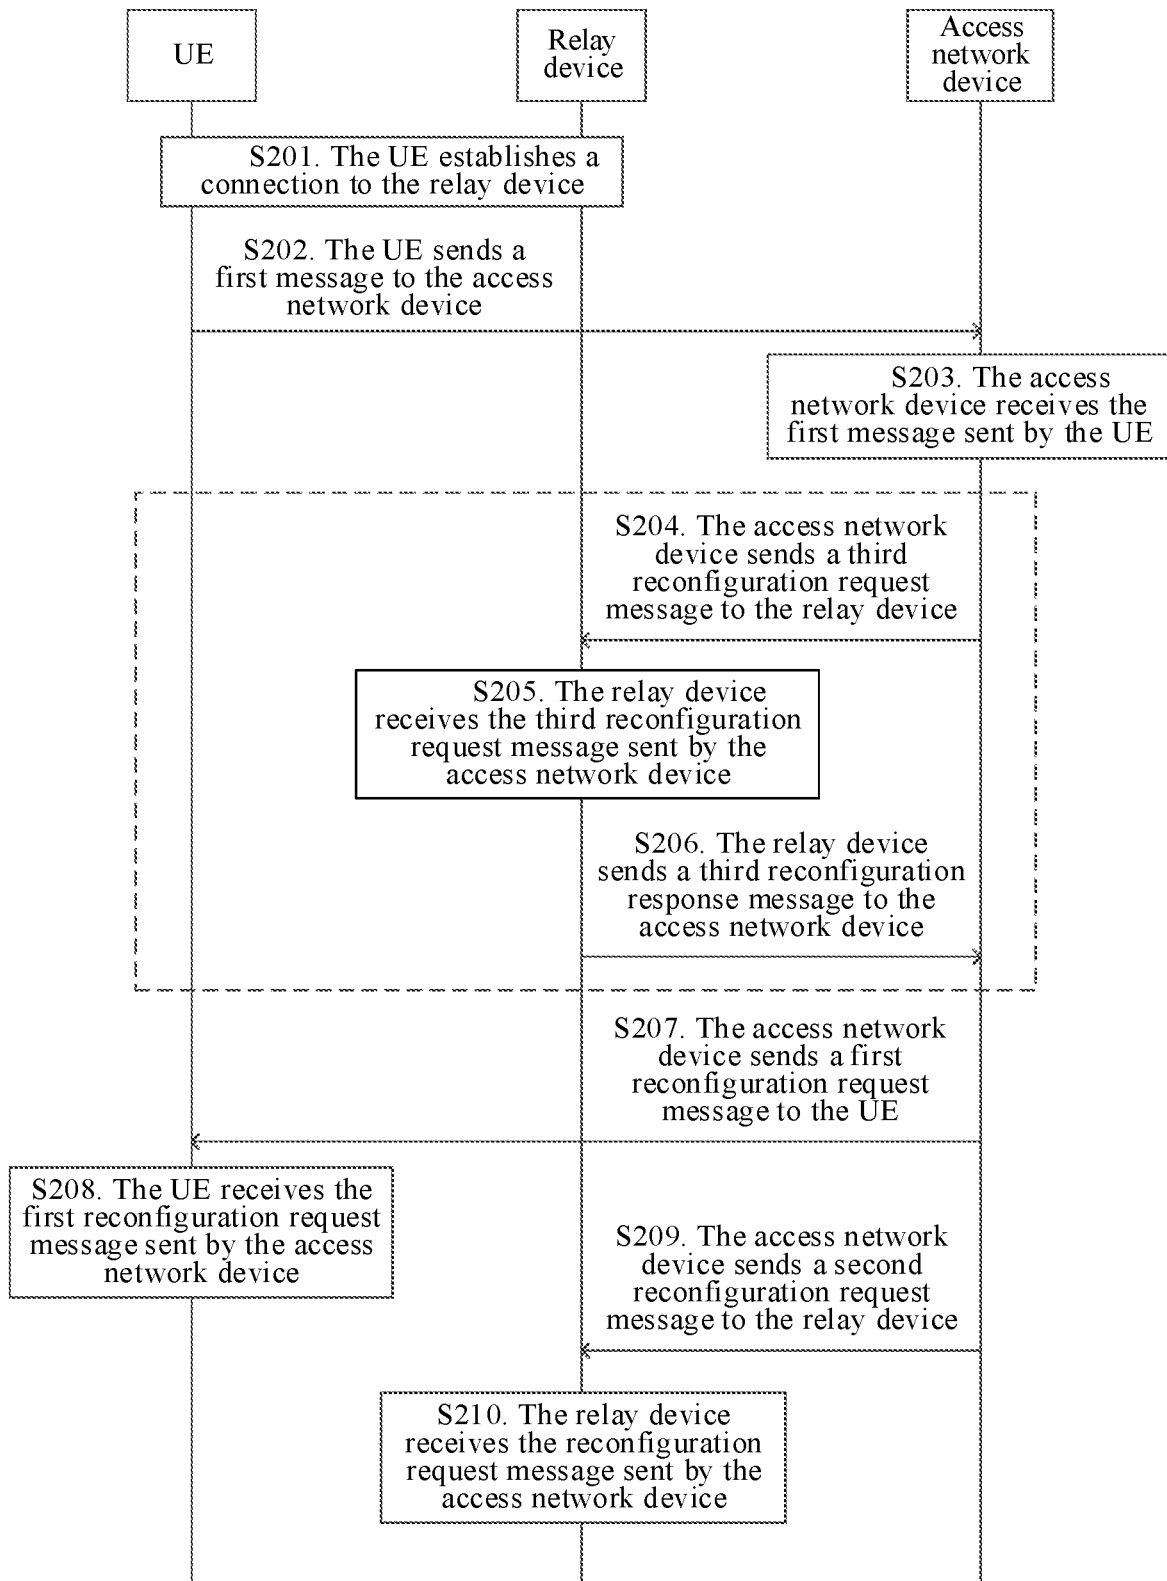 UE
Relay
device
Access
network
device
S201. The UE establishes a
connection to the relay device
S202. The UE sends a
first message to the access
network device
S203. The access
network device receives the
first message sent by the UE
S204. The access network
device sends a third
reconfiguration request
message to the relay device
S205. The relay device
receives the third reconfiguration
request message sent by the
access network device
S206. The relay device
sends a third reconfiguration
response message to the
access network device
S207. The access network
device sends a first
reconfiguration request
message to the UE
S208. The UE receives the
first reconfiguration request
message sent by the access
network device
S209. The access network
device sends a second
reconfiguration request
message to the relay device
S210. The relay device
receives the reconfiguration
request message sent by the
access network device